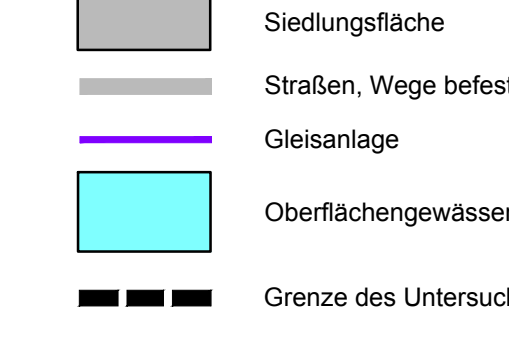 Siedlungsfläche
Straßen, Wege befest
Gleisanlage
Oberflächengewässer
Grenze des Untersuch